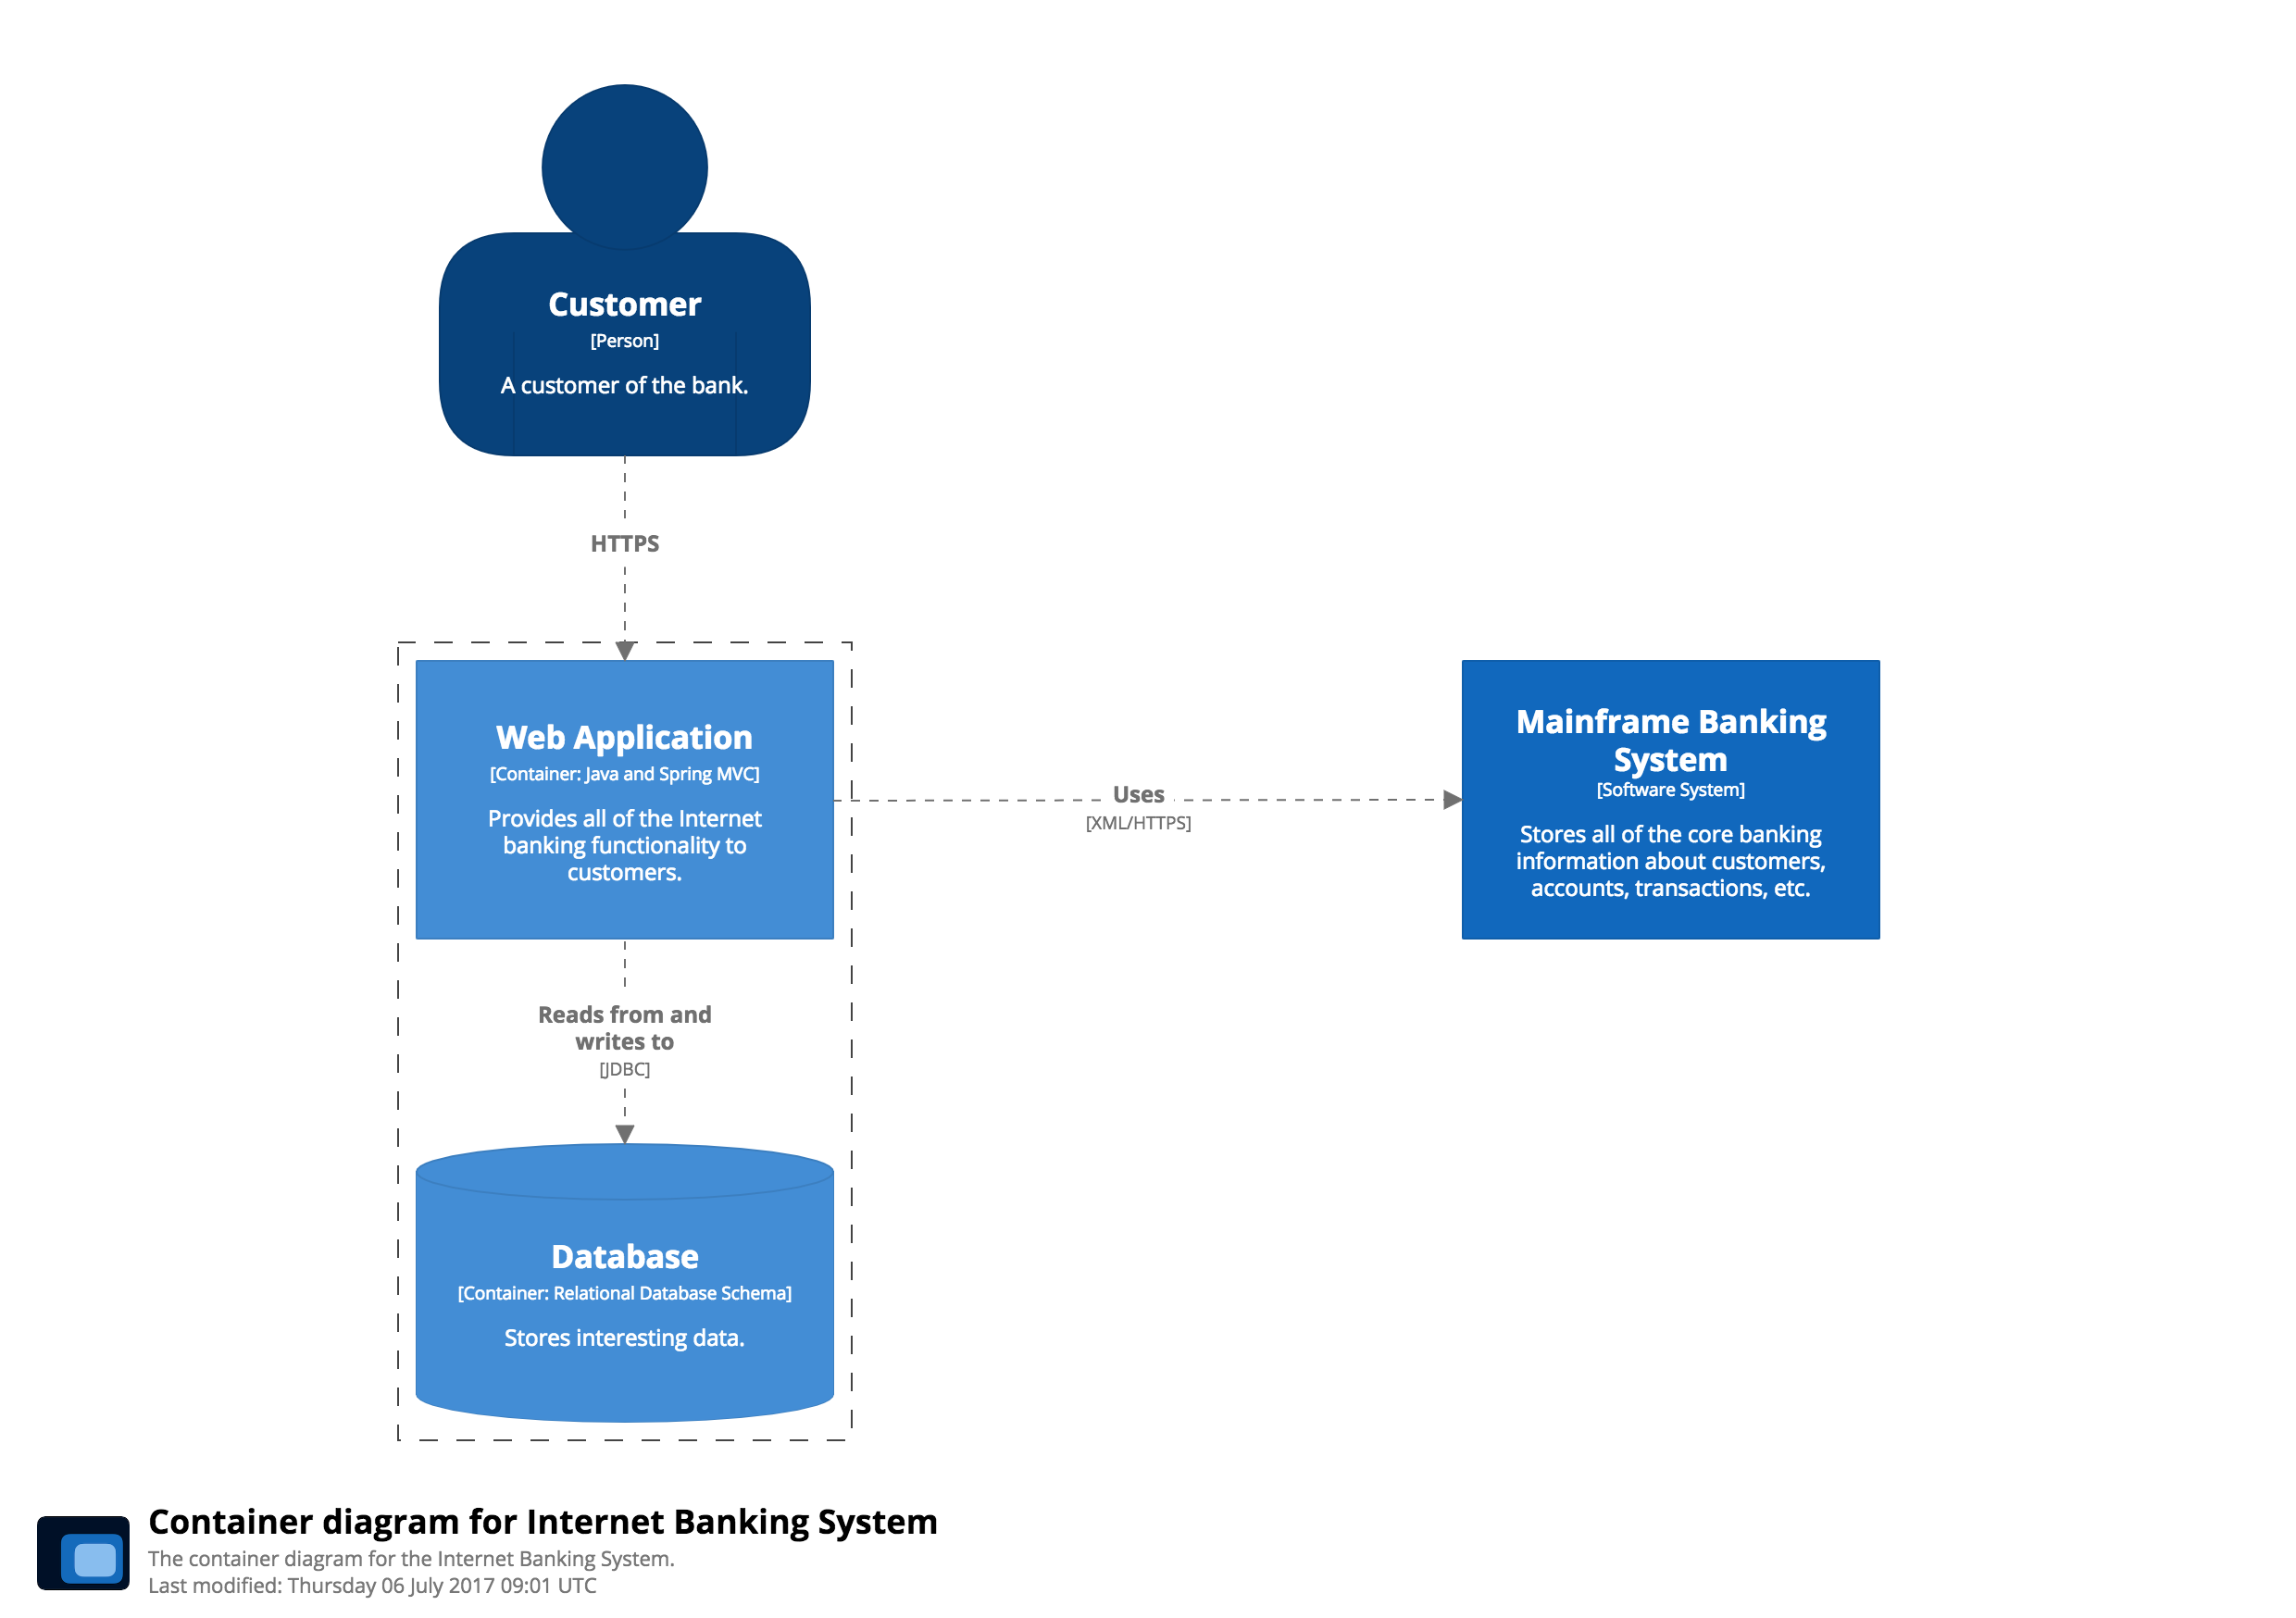 Customer
[Person]
A customer of the bank.
HTTPS
Web Application
[Container: Java and Spring MVC]
Provides all of the Internet
banking functionality to
customers.
Uses
[XML/HTTPS]
Mainframe Banking
System
[Software System]
Stores all of the core banking
information about customers,
accounts, transactions, etc.
Reads from and
writes to
[JDBC]
Database
[Container: Relational Database Schema]
Stores interesting data.
Container diagram for Internet Banking System
The container diagram for the Internet Banking System.
Last modified: Thursday 06 July 2017 09:01 UTC